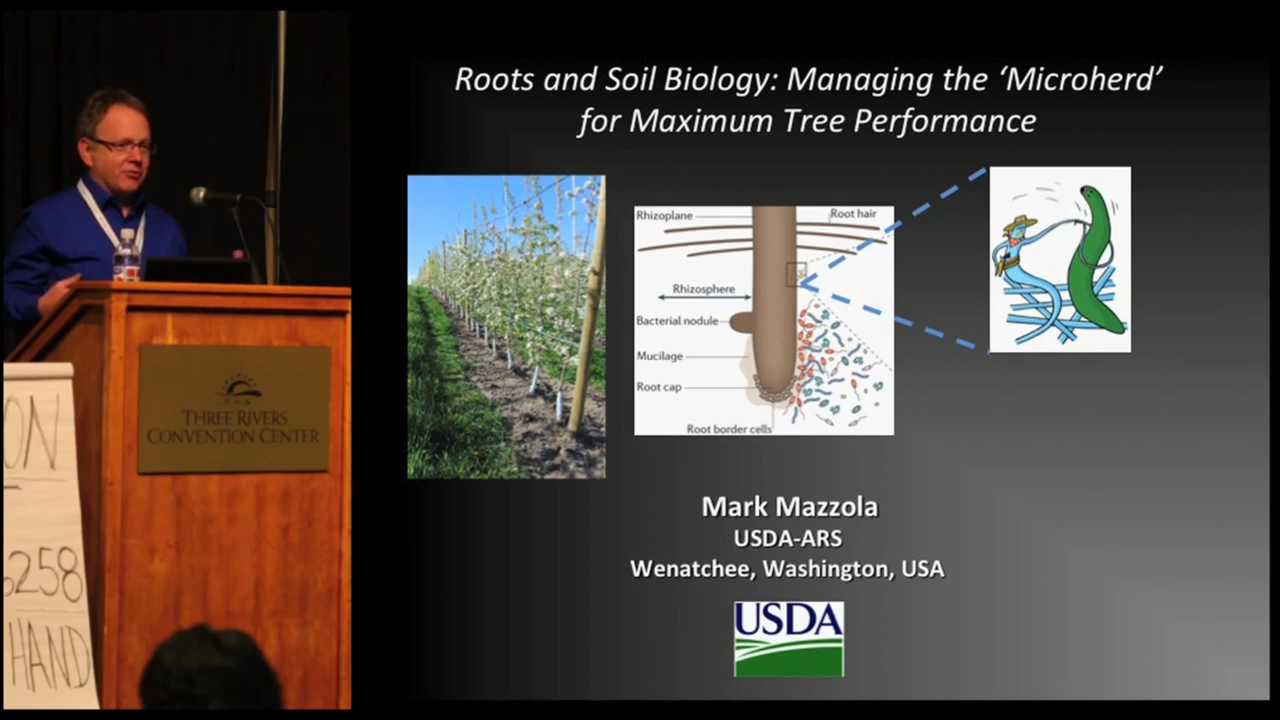 Roots and Soil Biology: Managing the ‘Microherd’
for Maximum Tree Performance
Rhizoplane
Root hair
Rhizosphere
Bacterial nodule
Mucilage
Root cap
Root border cells
Mark Mazzola
USDA-ARS
Wenatchee, Washington, USA
USDA
THREE RIVERS
CONVENTION CENTER
ON
258
HAND